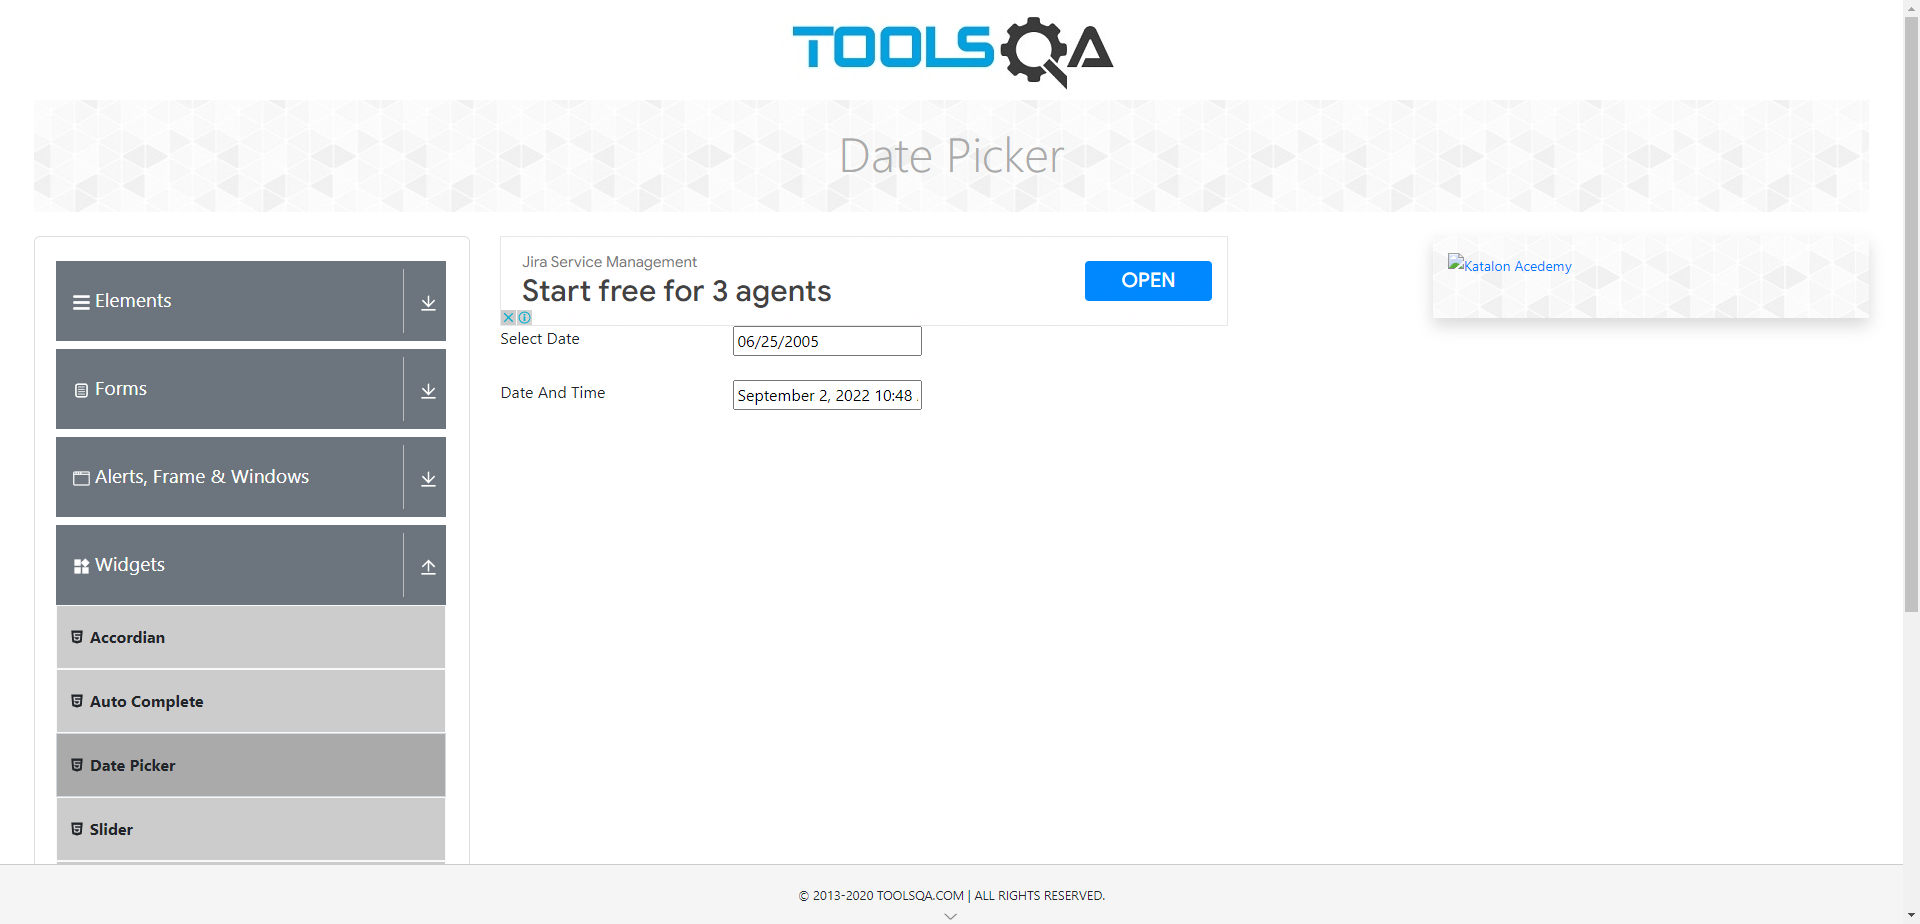 TOOLSQA
Date Picker
Elements
Forms
Alerts, Frame & Windows
Widgets
Accordian
Auto Complete
Date Picker
Slider
Jira Service Management
Start free for 3 agents
OPEN
Select Date
06/25/2005
Date And Time
September 2, 2022 10:48
Katalon Acedemy
© 2013-2020 TOOLSQA.COM | ALL RIGHTS RESERVED.